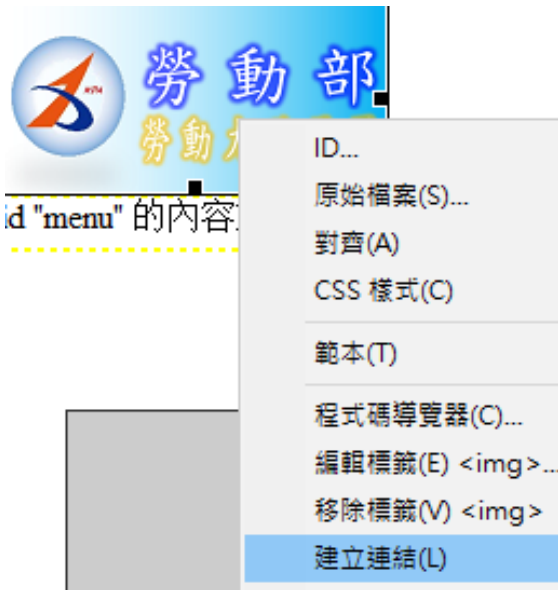 勞動部
勞動力
id "menu" 的內容
ID...
原始檔案(S)...
對齊(A)
CSS 樣式(C)
範本(T)
程式碼導覽器(C)...
編輯標籤(E) <img>...
移除標籤(V) <img>
建立連結(L)